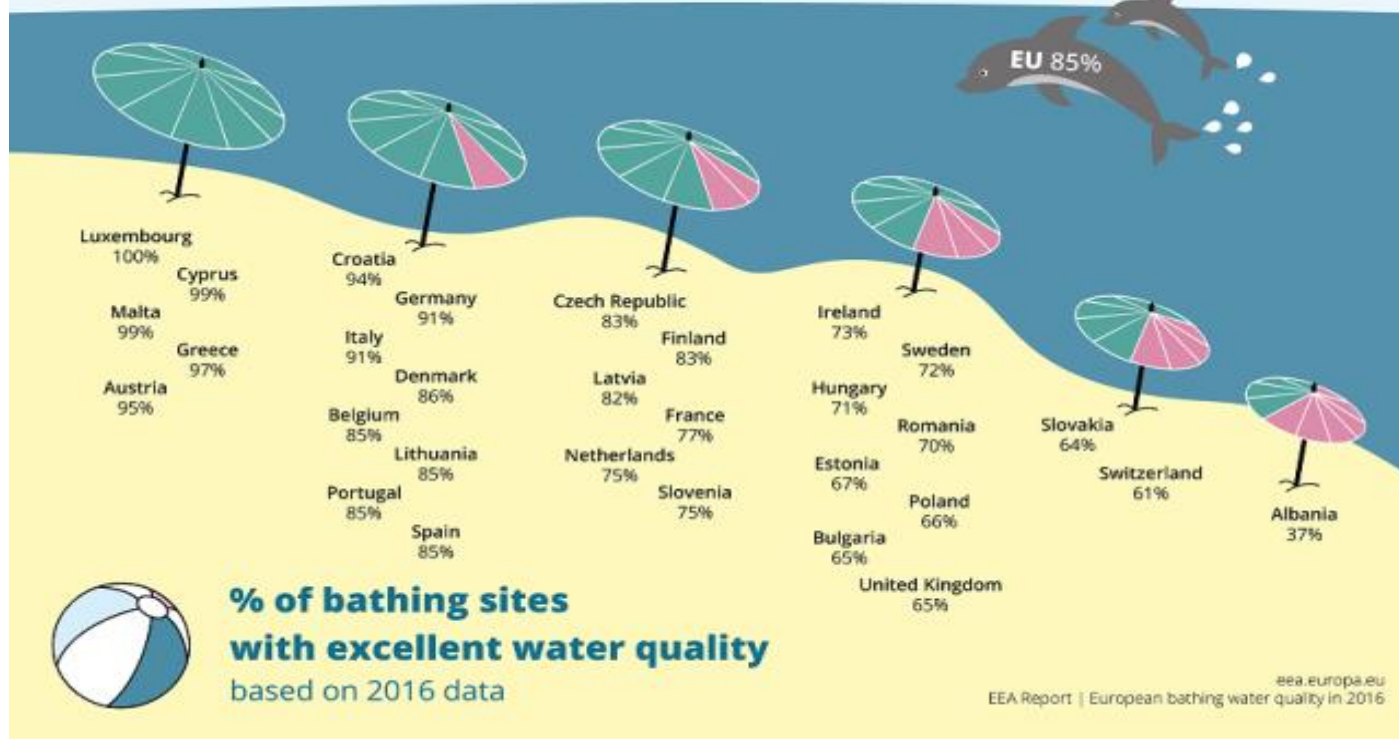 EU 85%
Luxembourg
100%
Cyprus
99%
Malta
99%
Greece
97%
Austria
95%
Croatia
94%
Germany
91%
Italy
91%
Denmark
86%
Belgium
85%
Lithuania
85%
Portugal
85%
Spain
85%
Czech Republic
83%
Finland
83%
Latvia
82%
France
77%
Netherlands
75%
Slovenia
75%
Ireland
73%
Sweden
72%
Hungary
71%
Romania
70%
Estonia
67%
Poland
66%
Bulgaria
65%
United Kingdom
65%
Slovakia
64%
Switzerland
61%
Albania
37%
% of bathing sites
with excellent water quality
based on 2016 data
eea.europa.eu
EEA Report | European bathing water quality in 2016